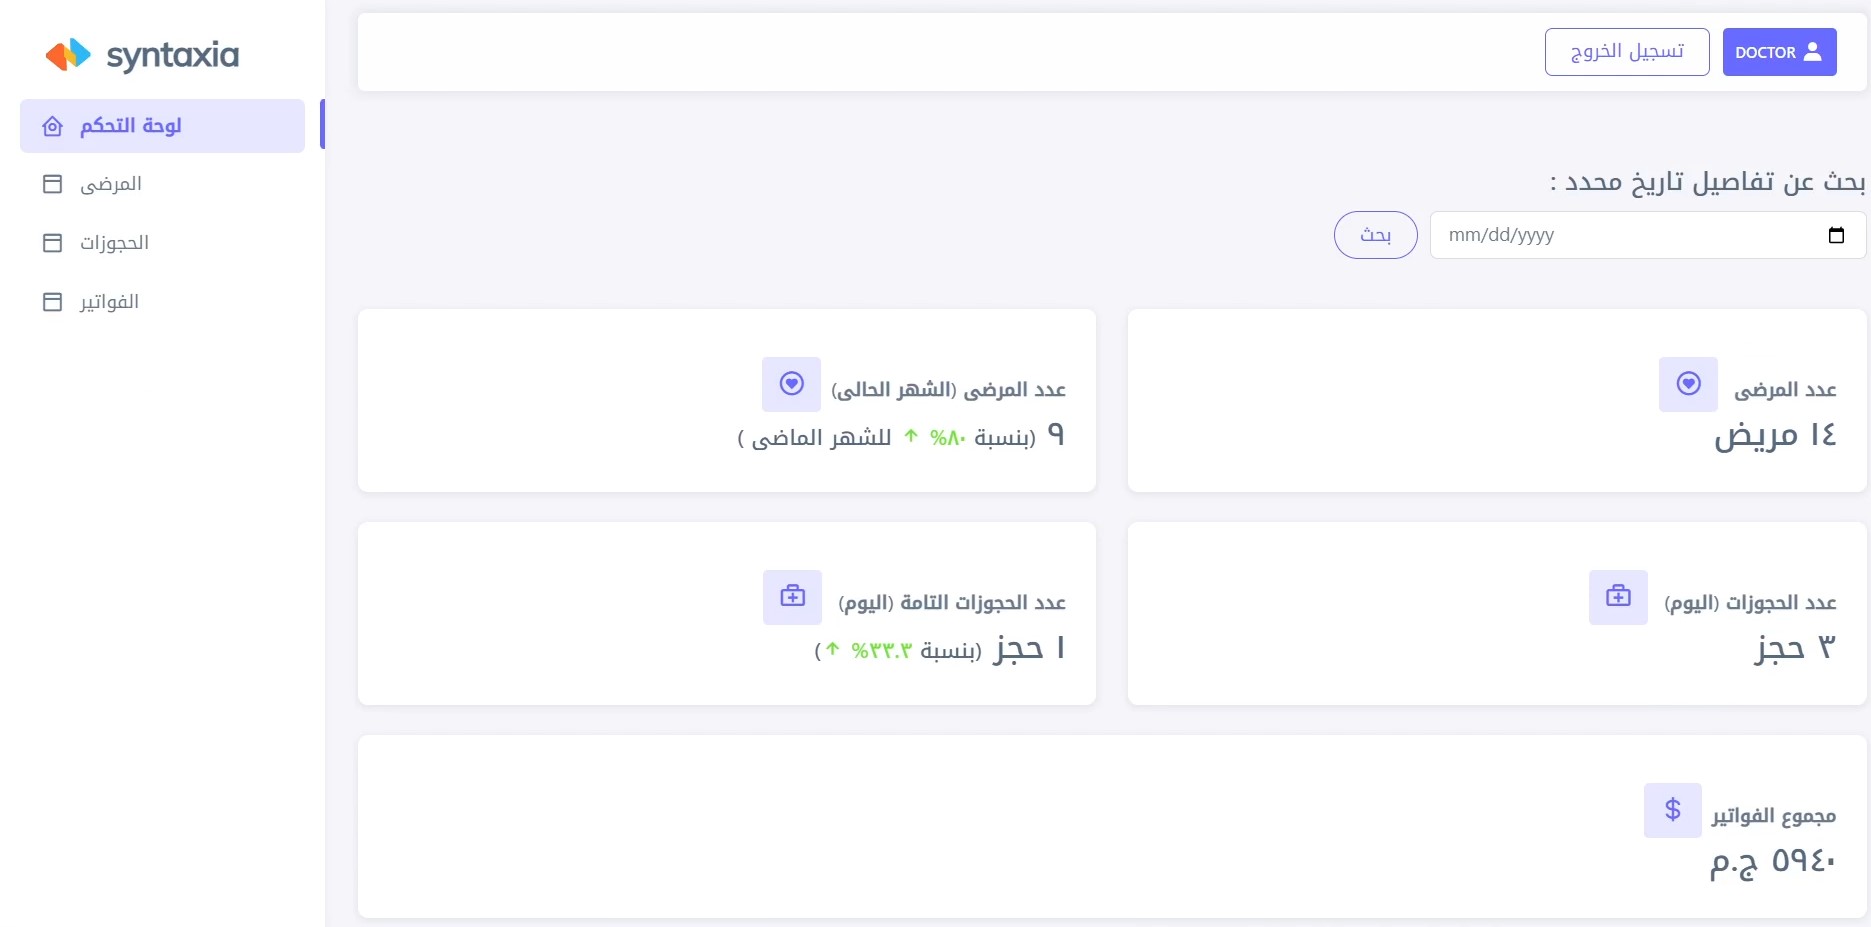 syntaxia
لوحة التحكم
المرضى
الحجوزات
الفواتير
DOCTOR
تسجيل الخروج
بحث عن تفاصيل تاريخ محدد :
mm/dd/yyyy
بحث
عدد المرضى
١٤ مريض
عدد المرضى (الشهر الحالى)
٩ (بنسبة ٨٠% ↑ للشهر الماضى )
عدد الحجوزات (اليوم)
٣ حجز
عدد الحجوزات التامة (اليوم)
١ حجز (بنسبة ٣٣.٣% ↑)
مجموع الفواتير
٥٩٤٠ ج.م